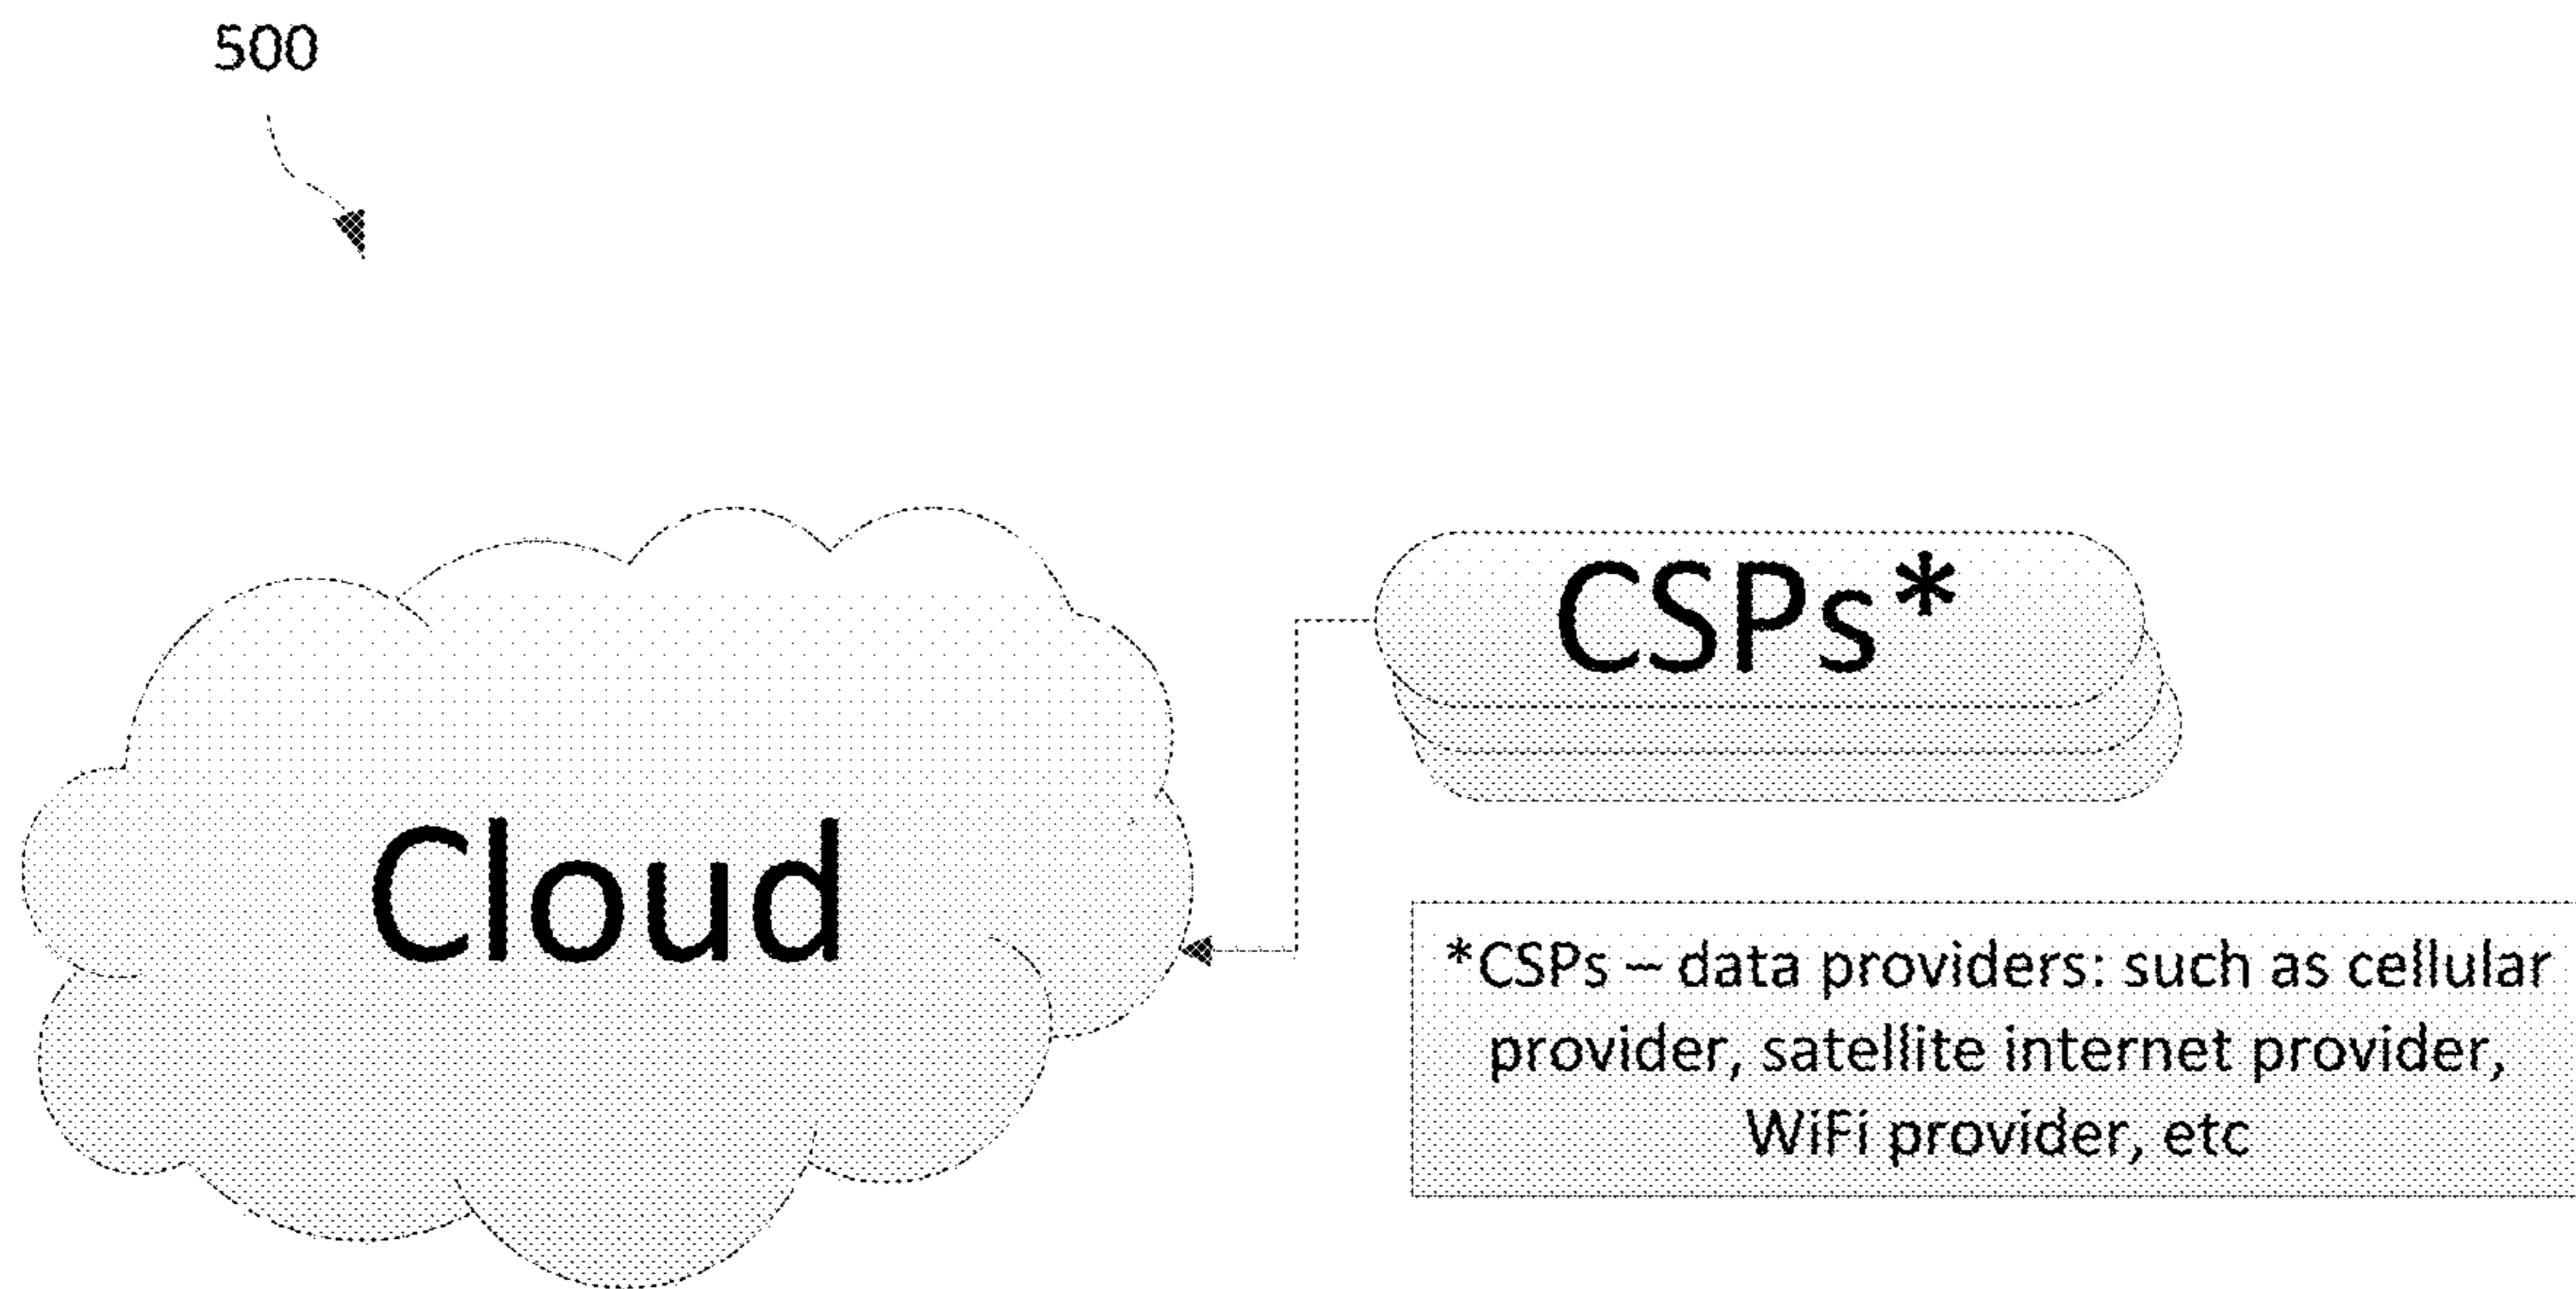 500
CSPs*
Cloud
*CSPs – data providers: such as cellular
provider, satellite internet provider,
WiFi provider, etc